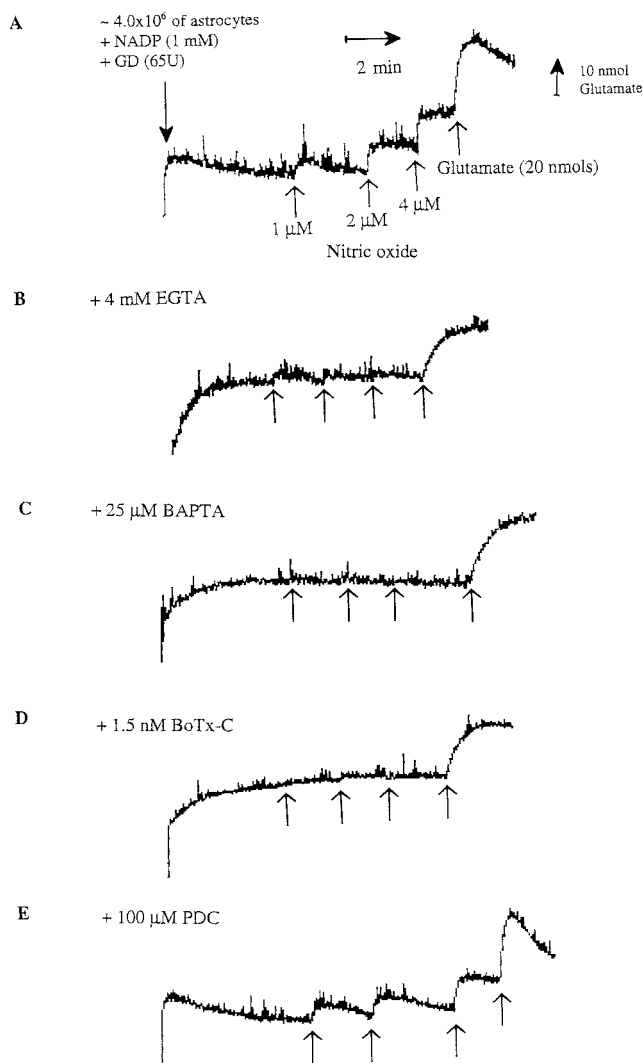 A
~ 4.0x10⁶ of astrocytes
+ NADP (1 mM)
+ GD (65U)
2 min
10 nmol
Glutamate
Glutamate (20 nmols)
1 µM
2 µM
4 µM
Nitric oxide
B
+ 4 mM EGTA
C
+ 25 µM BAPTA
D
+ 1.5 nM BoTx-C
E
+ 100 µM PDC